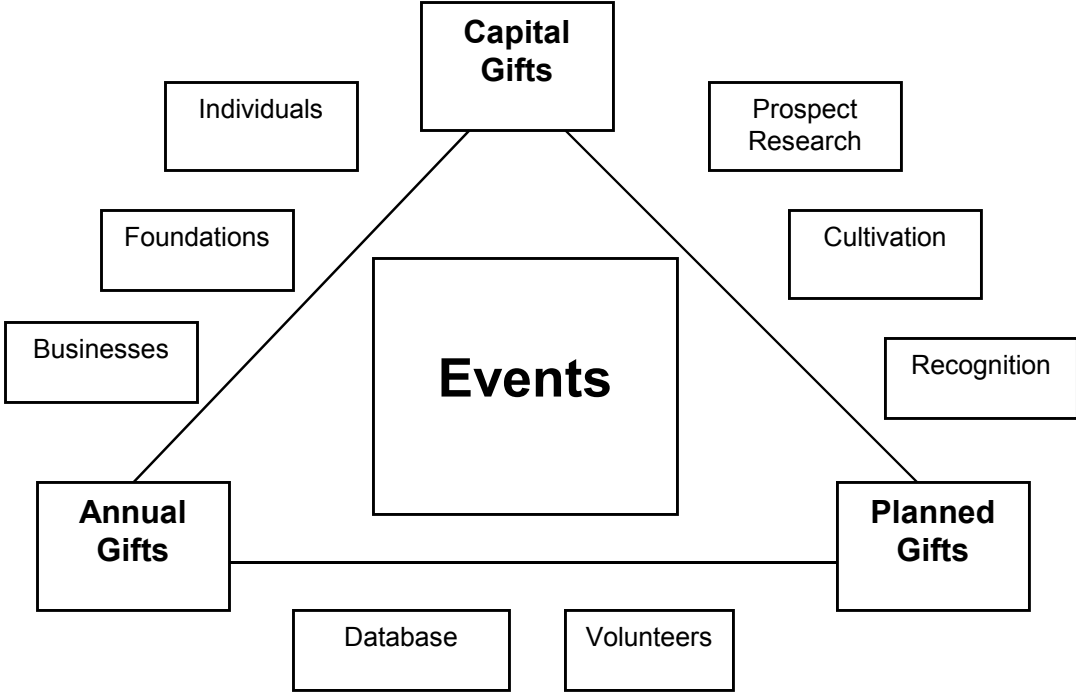 Capital
Gifts
Individuals
Prospect
Research
Foundations
Cultivation
Businesses
Events
Recognition
Annual
Gifts
Planned
Gifts
Database
Volunteers